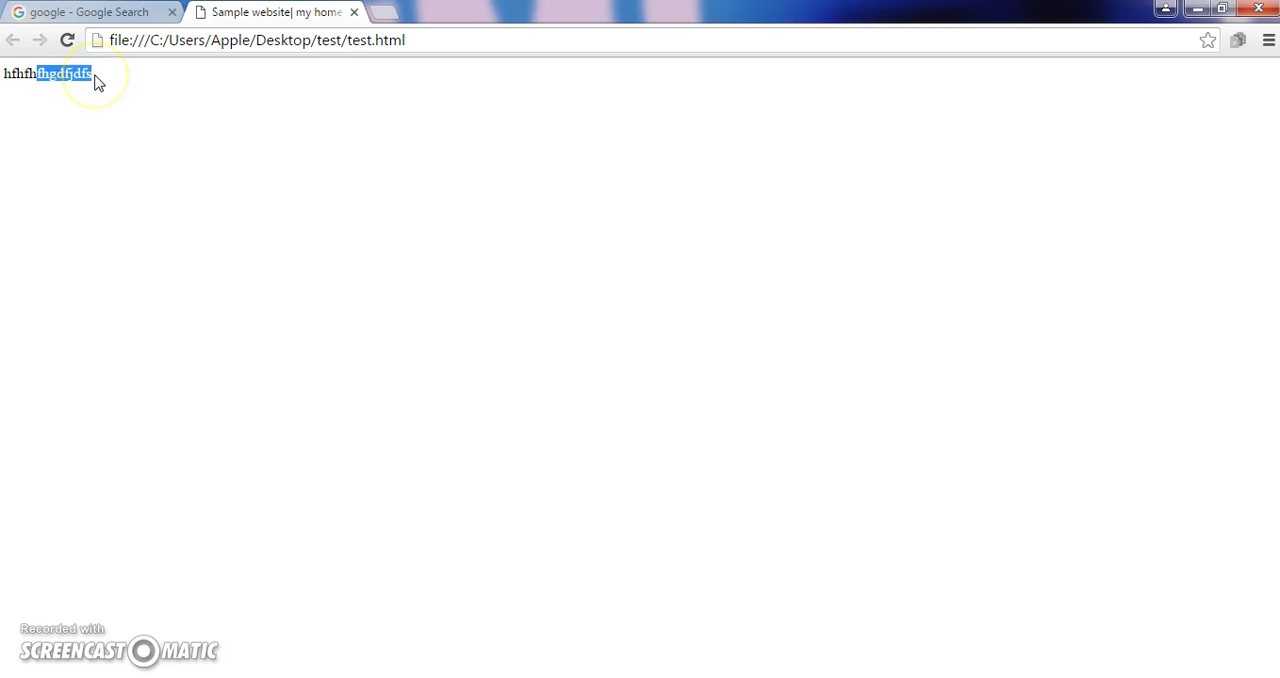 google - Google Search
Sample website| my home
file:///C:/Users/Apple/Desktop/test/test.html
hfhfhfhgdfjdfs
Recorded with
SCREENCAST MATIC